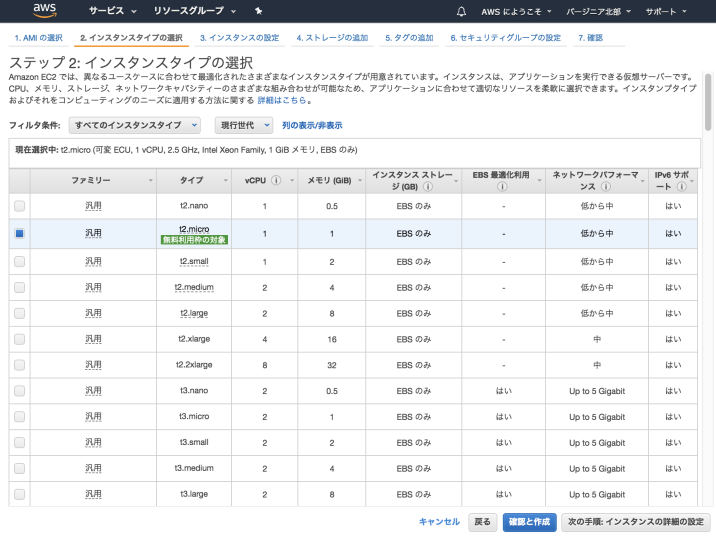 aws サービス リソースグループ AWS にようこそ バージニア北部 サポート
1. AMI の選択 2. インスタンスタイプの選択 3. インスタンスの設定 4. ストレージの追加 5. タグの追加 6. セキュリティグループの設定 7. 確認
ステップ 2: インスタンスタイプの選択
Amazon EC2 では、異なるユースケースに合わせて最適化されたさまざまなインスタンスタイプが用意されています。インスタンスは、アプリケーションを実行できる仮想サーバーです。
CPU、メモリ、ストレージ、ネットワークキャパシティーのさまざまな組み合わせが可能なため、アプリケーションに合わせて適切なリソースを柔軟に選択できます。インスタンプタイプ
およびそれをコンピューティングのニーズに適用する方法に関する 詳細はこちら。
フィルタ条件: すべてのインスタンスタイプ 現行世代 列の表示/非表示
現在選択中: t2.micro (可変 ECU, 1 vCPU, 2.5 GHz, Intel Xeon Family, 1 GiB メモリ, EBS のみ)
ファミリー タイプ vCPU メモリ (GiB) インスタンス ストレージ (GB) EBS 最適化利用 ネットワークパフォーマンス IPv6 サポート
汎用 t2.nano 1 0.5 EBS のみ - 低から中 はい
汎用 t2.micro 無料利用枠の対象 1 1 EBS のみ - 低から中 はい
汎用 t2.small 1 2 EBS のみ - 低から中 はい
汎用 t2.medium 2 4 EBS のみ - 低から中 はい
汎用 t2.large 2 8 EBS のみ - 低から中 はい
汎用 t2.xlarge 4 16 EBS のみ - 中 はい
汎用 t2.2xlarge 8 32 EBS のみ - 中 はい
汎用 t3.nano 2 0.5 EBS のみ はい Up to 5 Gigabit はい
汎用 t3.micro 2 1 EBS のみ はい Up to 5 Gigabit はい
汎用 t3.small 2 2 EBS のみ はい Up to 5 Gigabit はい
汎用 t3.medium 2 4 EBS のみ はい Up to 5 Gigabit はい
汎用 t3.large 2 8 EBS のみ はい Up to 5 Gigabit はい
キャンセル 戻る 確認と作成 次の手順: インスタンスの詳細の設定